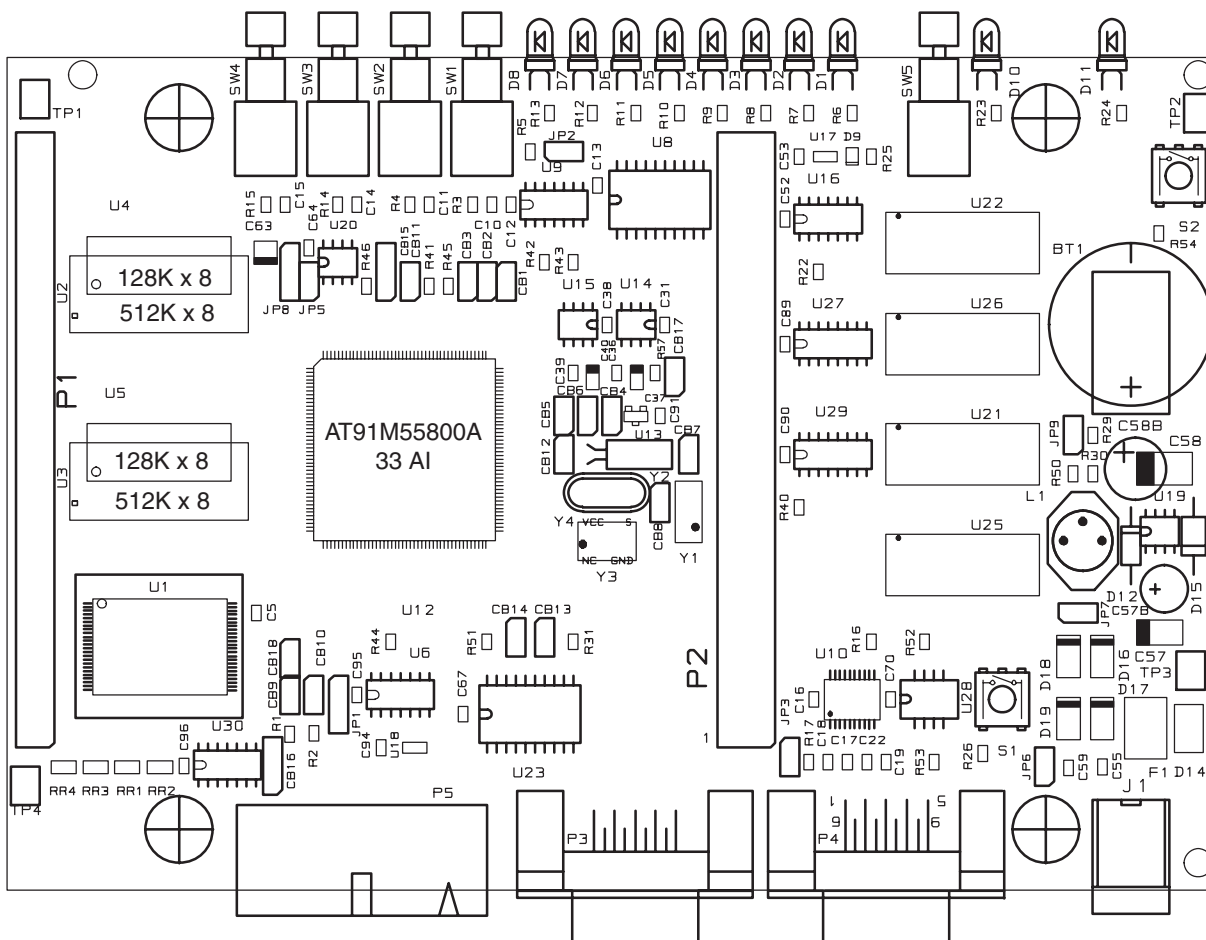 SW4
SW3
SW2
SW1
D8
D7
D6
D5
D4
D3
D2
D1
SW5
D10
D11
TP1
R5
R13
R12
R11
R10
R9
R8
R7
R6
R23
R24
TP2
JP2
U9
C13
U8
C53
U17
D9
R25
U4
R15
C15
R14
C14
R4
C11
R3
C10
C12
C52
U16
U22
S2
R54
C63
C64
U20
R46
CB15
CB11
R41
R45
CB3
CB2
CB1
R42
R43
R22
BT1
U2
128K x 8
512K x 8
JP8
JP5
U15
C38
U14
C31
C89
U27
U26
P1
U5
C39
C40
C36
R57
CB17
CB5
CB6
CB4
C37
C91
C90
U29
U21
JP9
R29
C58B
C58
AT91M55800A
33 AI
U3
128K x 8
512K x 8
CB12
U13
CB7
Y2
R50
R30
L1
U19
Y4
VCC
S
CB8
Y1
R40
U25
NC
GND
Y3
U1
C5
U12
CB14
CB13
D12
C57B
D15
JP7
CB18
CB10
R44
R51
R31
P2
R16
R52
C57
CB9
C95
U6
C67
U10
C70
U28
D18
D16
TP3
U30
R1
R2
JP1
C16
D17
C96
CB16
C94
U18
U23
1
JP3
R17
C18
C17
C22
C19
R53
R26
S1
D19
JP6
C59
C55
F1
D14
TP4
RR4
RR3
RR1
RR2
P5
P3
P4
1
6
5
9
J1